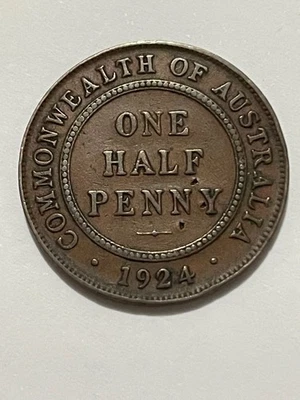 COMMONWEALTH OF AUSTRALIA
ONE
HALF
PENNY
· 1924 ·